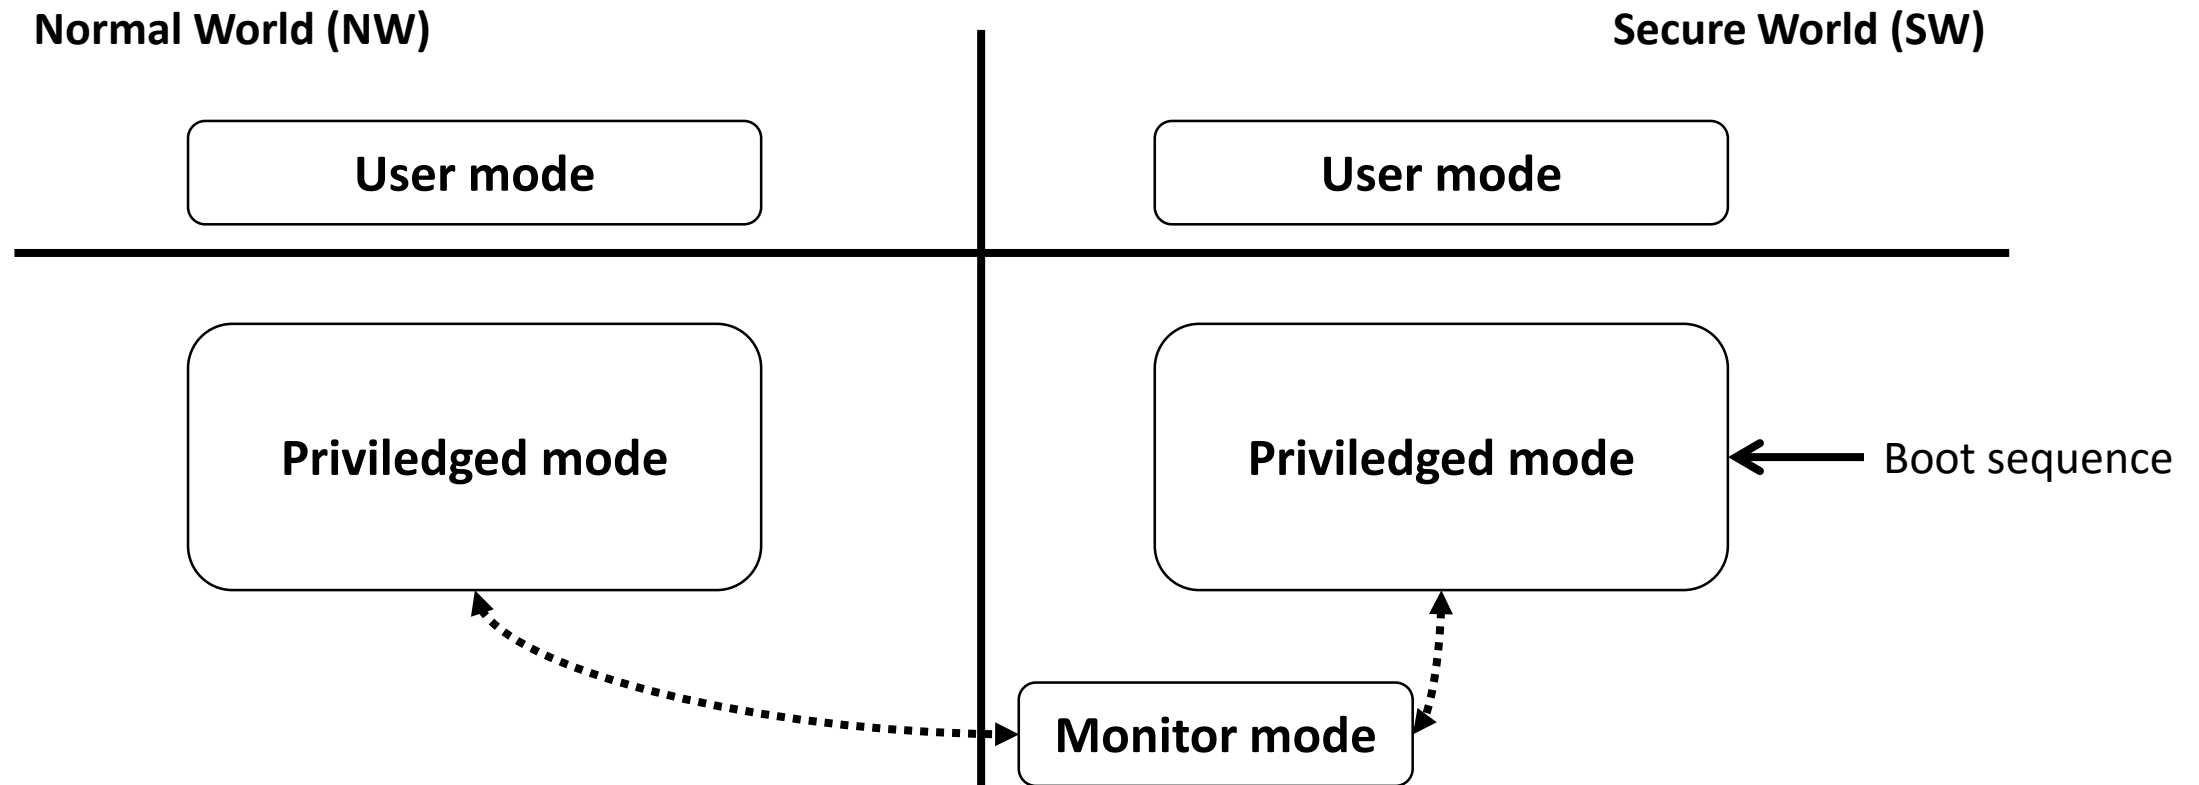 Normal World (NW)
Secure World (SW)
User mode
User mode
Priviledged mode
Priviledged mode
Boot sequence
Monitor mode